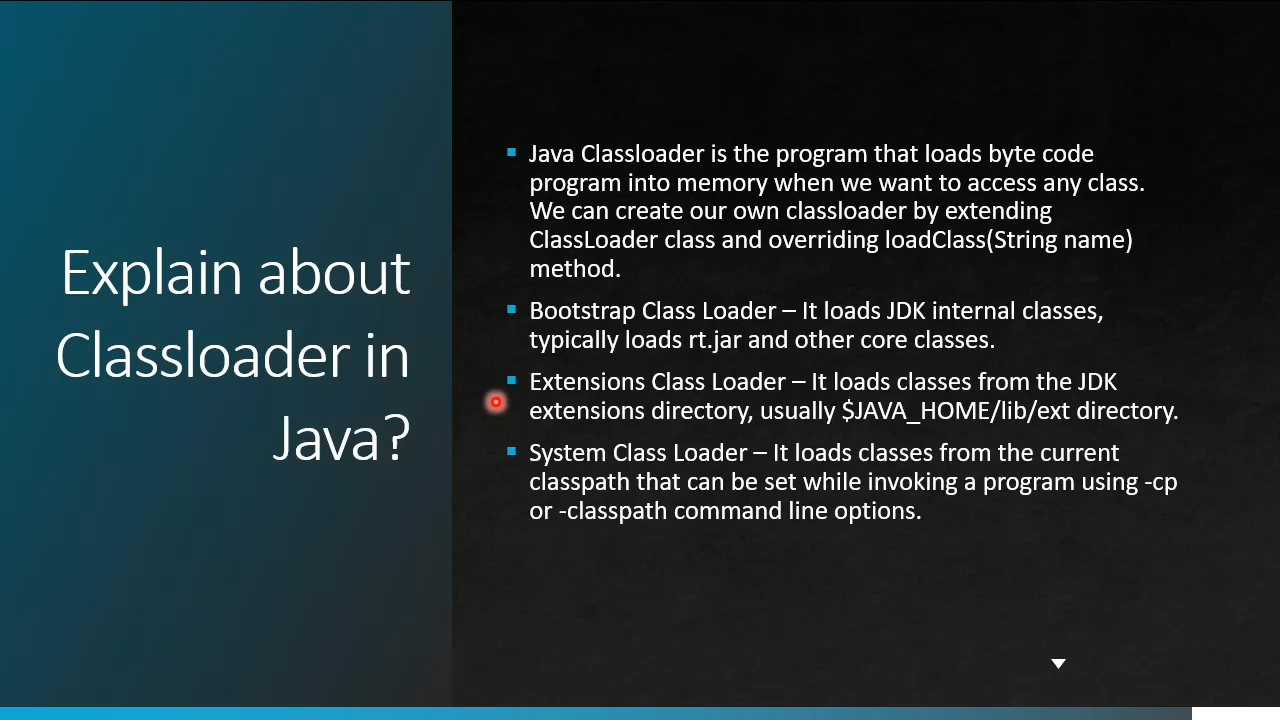 Explain about
Classloader in
Java?
Java Classloader is the program that loads byte code
program into memory when we want to access any class.
We can create our own classloader by extending
ClassLoader class and overriding loadClass(String name)
method.
Bootstrap Class Loader – It loads JDK internal classes,
typically loads rt.jar and other core classes.
Extensions Class Loader – It loads classes from the JDK
extensions directory, usually $JAVA_HOME/lib/ext directory.
System Class Loader – It loads classes from the current
classpath that can be set while invoking a program using -cp
or -classpath command line options.